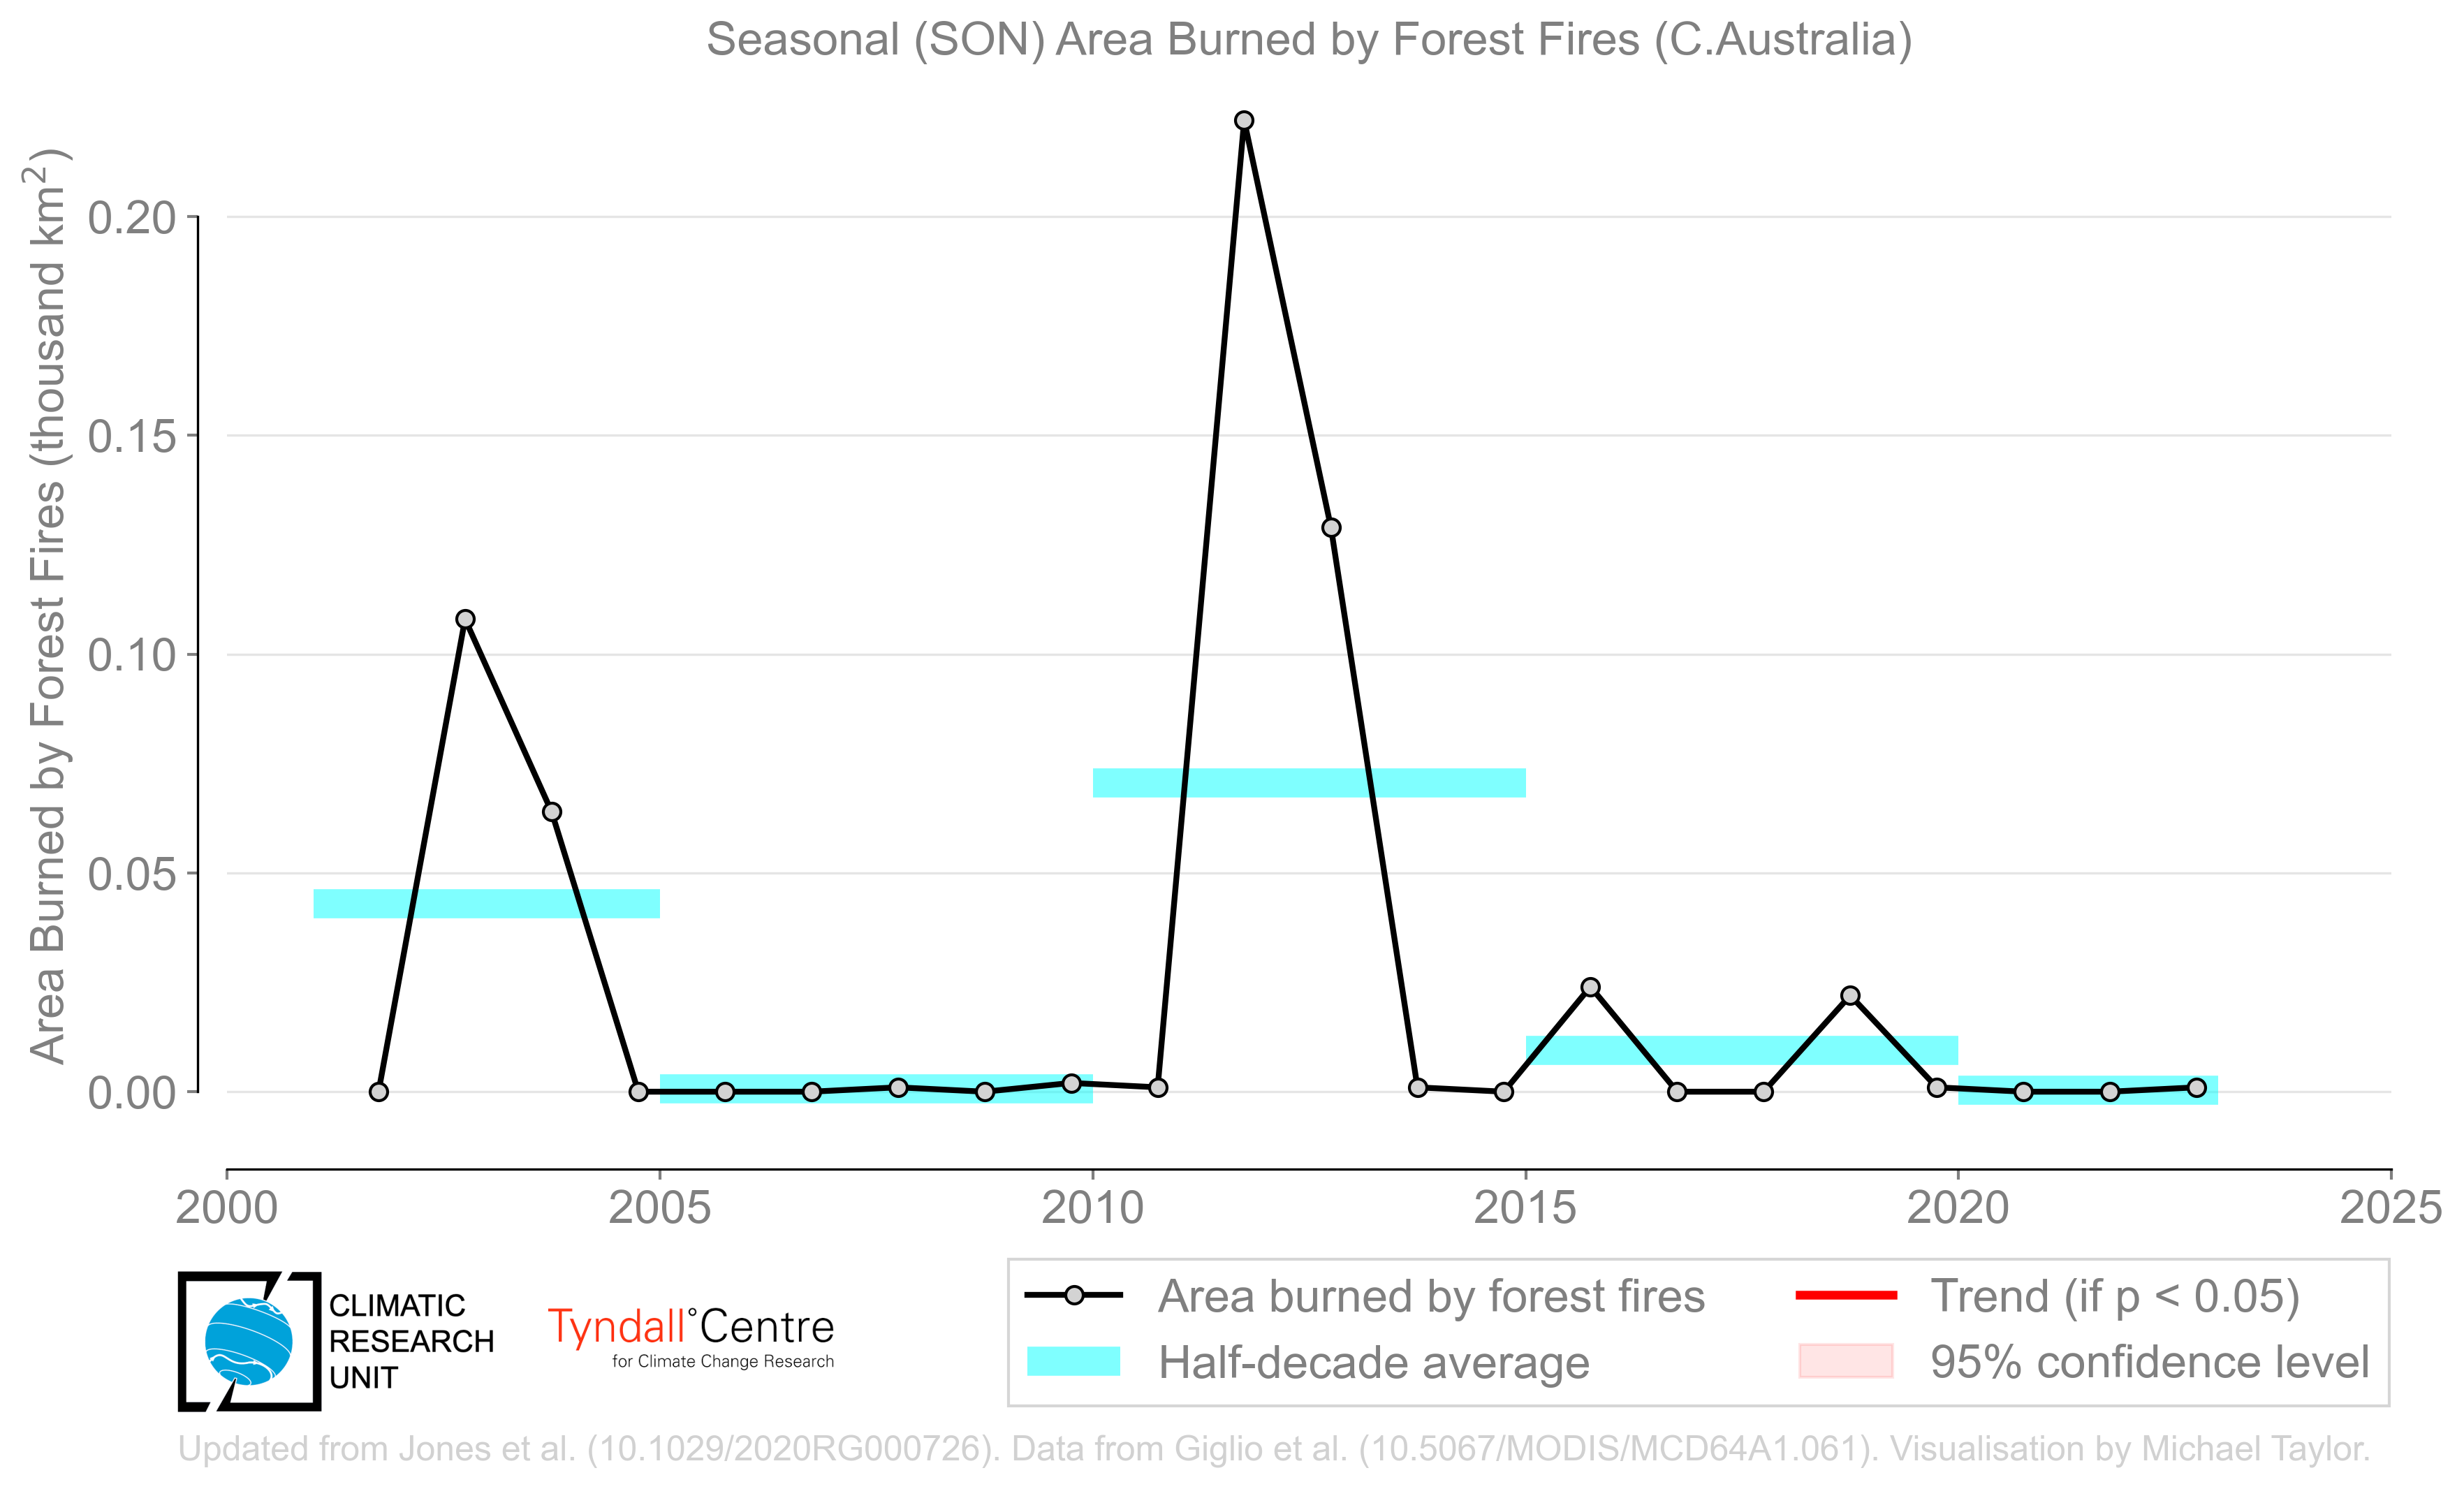 Seasonal (SON) Area Burned by Forest Fires (C.Australia)
Area Burned by Forest Fires (thousand km²)
0.20
0.15
0.10
0.05
0.00
2000 2005 2010 2015 2020 2025
CLIMATIC
RESEARCH
UNIT
Tyndall°Centre
for Climate Change Research
Area burned by forest fires
Half-decade average
Trend (if p < 0.05)
95% confidence level
Updated from Jones et al. (10.1029/2020RG000726). Data from Giglio et al. (10.5067/MODIS/MCD64A1.061). Visualisation by Michael Taylor.